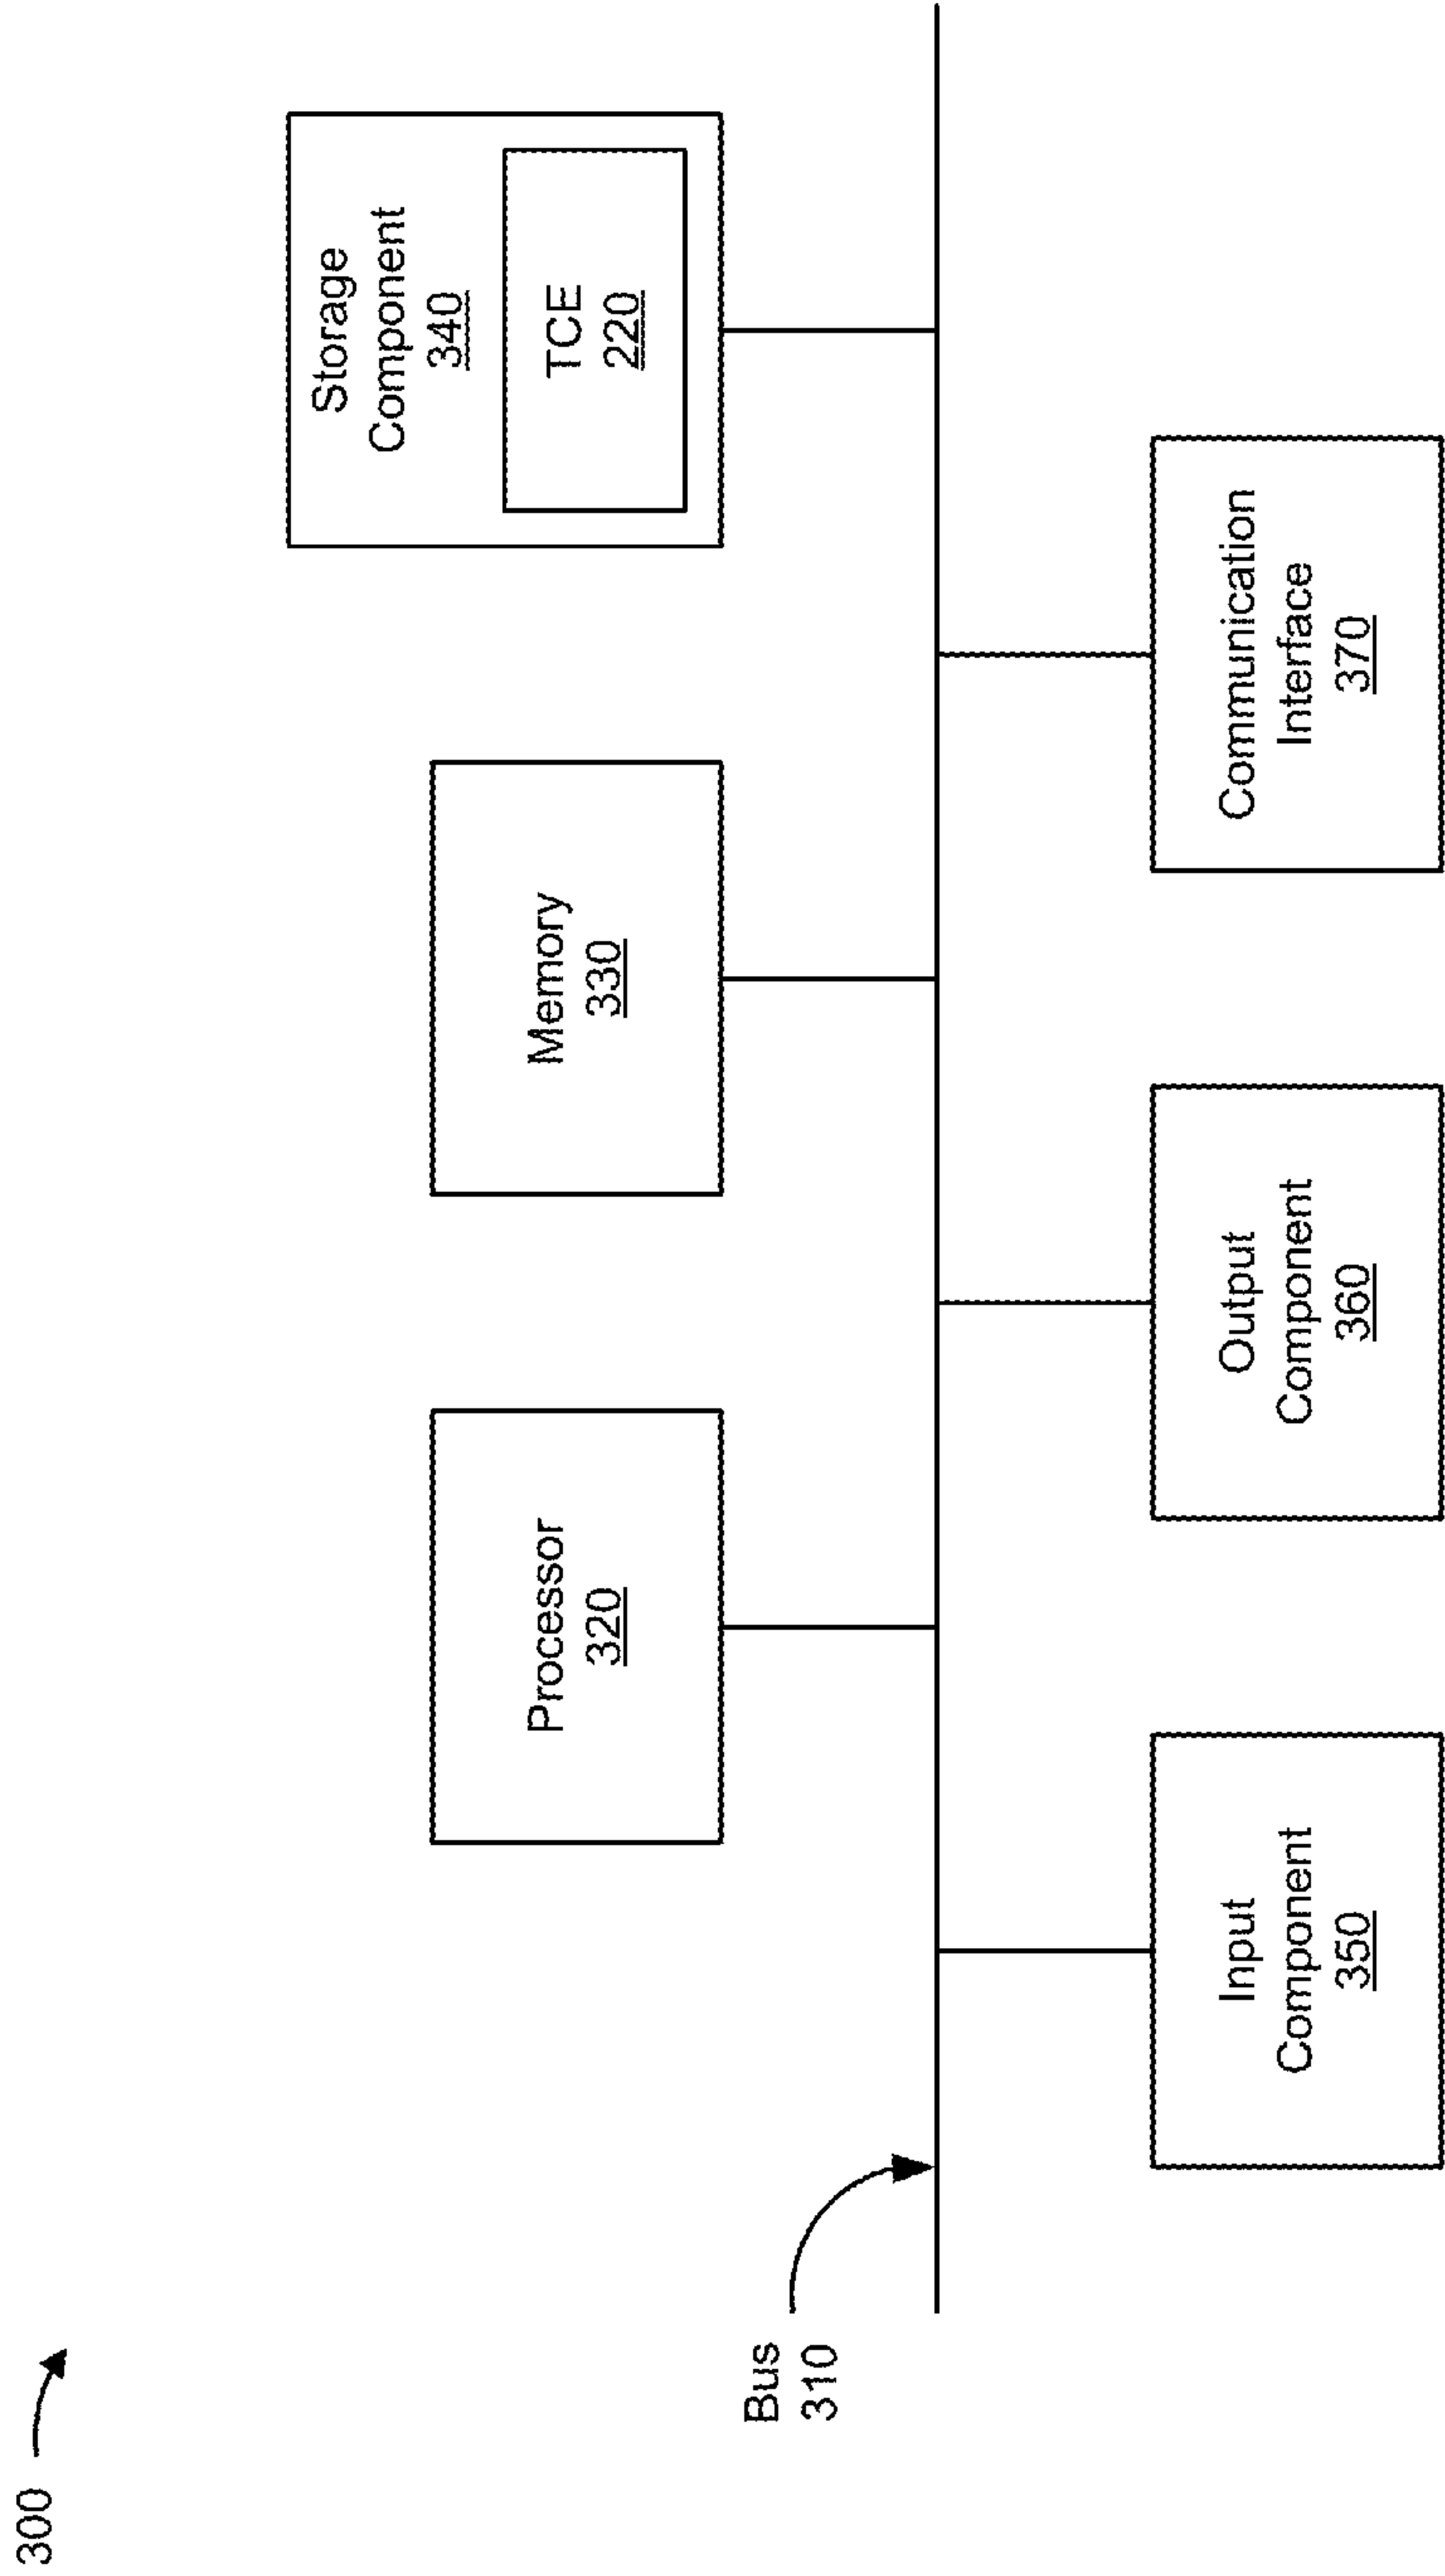 300
Storage
Component
340
TCE
220
Memory
330
Processor
320
Bus
310
Input
Component
350
Output
Component
360
Communication
Interface
370